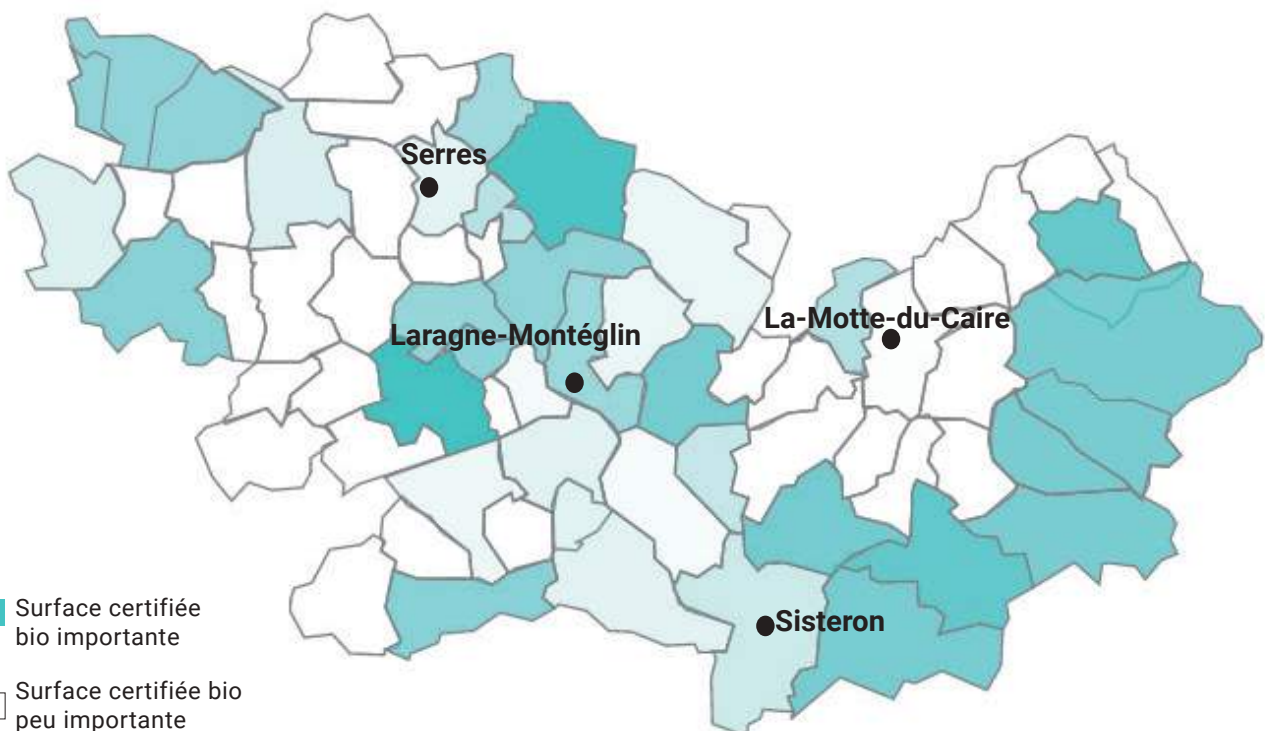 Serres
La-Motte-du-Caire
Laragne-Montéglin
Surface certifiée
bio importante
Sisteron
Surface certifiée bio
peu importante